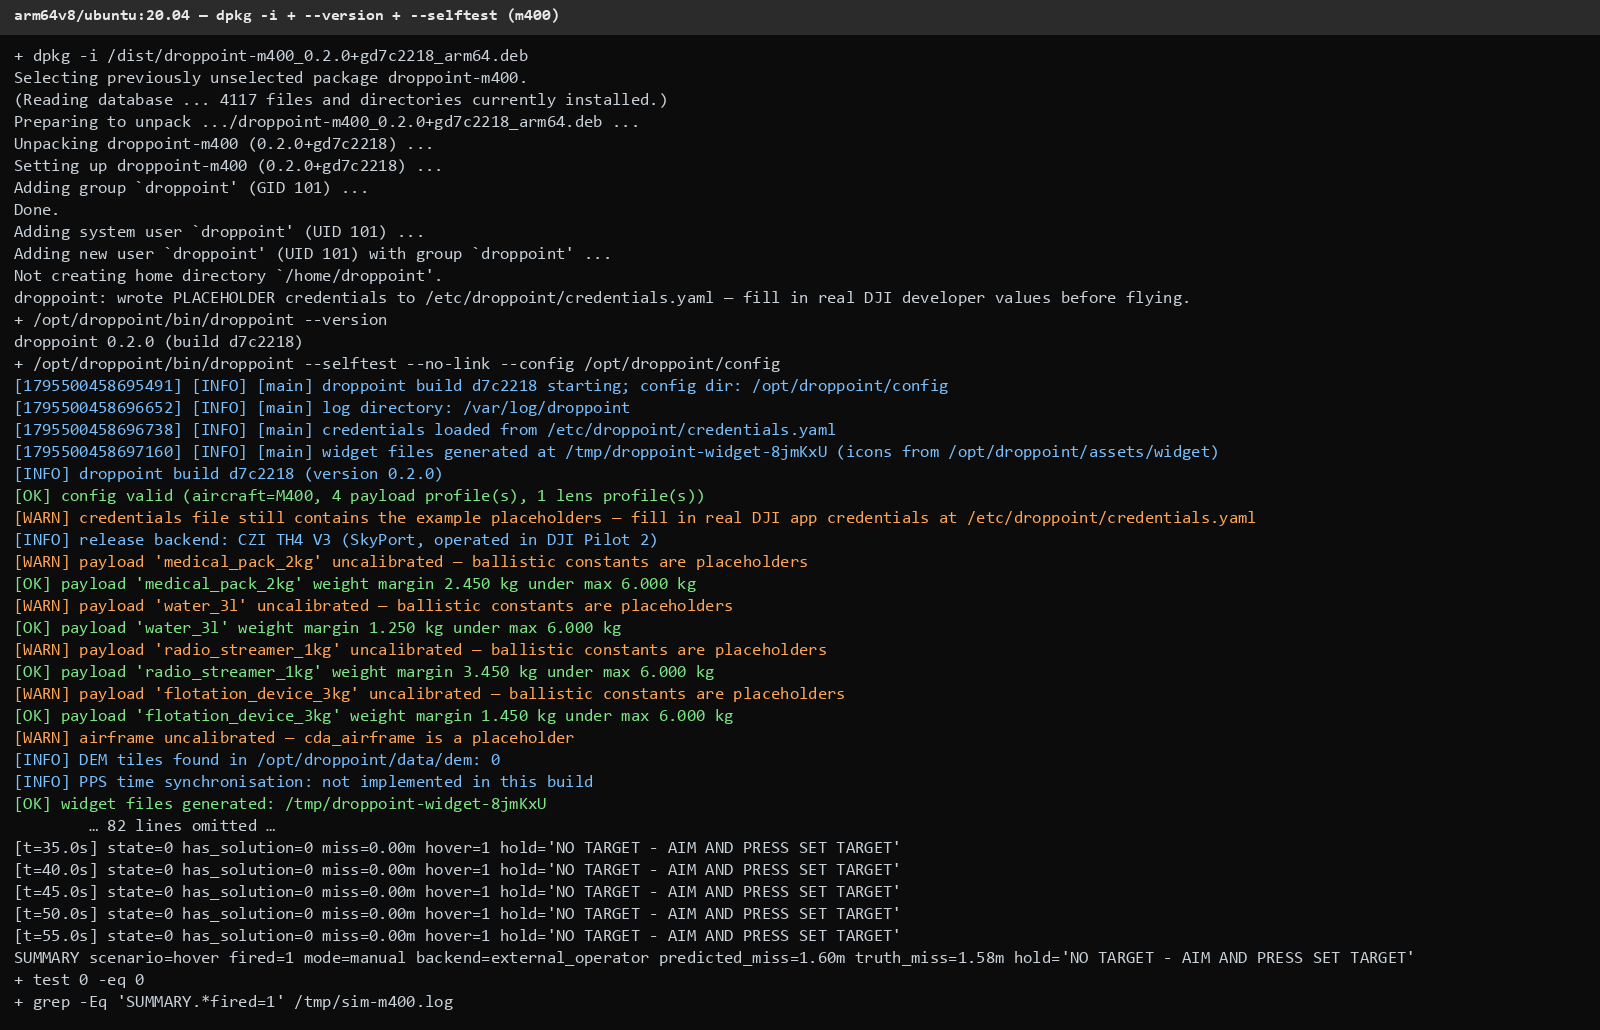 arm64v8/ubuntu:20.04 — dpkg -i + --version + --selftest (m400)
+ dpkg -i /dist/droppoint-m400_0.2.0+gd7c2218_arm64.deb
Selecting previously unselected package droppoint-m400.
(Reading database ... 4117 files and directories currently installed.)
Preparing to unpack .../droppoint-m400_0.2.0+gd7c2218_arm64.deb ...
Unpacking droppoint-m400 (0.2.0+gd7c2218) ...
Setting up droppoint-m400 (0.2.0+gd7c2218) ...
Adding group `droppoint' (GID 101) ...
Done.
Adding system user `droppoint' (UID 101) ...
Adding new user `droppoint' (UID 101) with group `droppoint' ...
Not creating home directory `/home/droppoint'.
droppoint: wrote PLACEHOLDER credentials to /etc/droppoint/credentials.yaml — fill in real DJI developer values before flying.
+ /opt/droppoint/bin/droppoint --version
droppoint 0.2.0 (build d7c2218)
+ /opt/droppoint/bin/droppoint --selftest --no-link --config /opt/droppoint/config
[1795500458695491] [INFO] [main] droppoint build d7c2218 starting; config dir: /opt/droppoint/config
[1795500458696652] [INFO] [main] log directory: /var/log/droppoint
[1795500458696738] [INFO] [main] credentials loaded from /etc/droppoint/credentials.yaml
[1795500458697160] [INFO] [main] widget files generated at /tmp/droppoint-widget-8jmKxU (icons from /opt/droppoint/assets/widget)
[INFO] droppoint build d7c2218 (version 0.2.0)
[OK] config valid (aircraft=M400, 4 payload profile(s), 1 lens profile(s))
[WARN] credentials file still contains the example placeholders — fill in real DJI app credentials at /etc/droppoint/credentials.yaml
[INFO] release backend: CZI TH4 V3 (SkyPort, operated in DJI Pilot 2)
[WARN] payload 'medical_pack_2kg' uncalibrated — ballistic constants are placeholders
[OK] payload 'medical_pack_2kg' weight margin 2.450 kg under max 6.000 kg
[WARN] payload 'water_3l' uncalibrated — ballistic constants are placeholders
[OK] payload 'water_3l' weight margin 1.250 kg under max 6.000 kg
[WARN] payload 'radio_streamer_1kg' uncalibrated — ballistic constants are placeholders
[OK] payload 'radio_streamer_1kg' weight margin 3.450 kg under max 6.000 kg
[WARN] payload 'flotation_device_3kg' uncalibrated — ballistic constants are placeholders
[OK] payload 'flotation_device_3kg' weight margin 1.450 kg under max 6.000 kg
[WARN] airframe uncalibrated — cda_airframe is a placeholder
[INFO] DEM tiles found in /opt/droppoint/data/dem: 0
[INFO] PPS time synchronisation: not implemented in this build
[OK] widget files generated: /tmp/droppoint-widget-8jmKxU
… 82 lines omitted …
[t=35.0s] state=0 has_solution=0 miss=0.00m hover=1 hold='NO TARGET - AIM AND PRESS SET TARGET'
[t=40.0s] state=0 has_solution=0 miss=0.00m hover=1 hold='NO TARGET - AIM AND PRESS SET TARGET'
[t=45.0s] state=0 has_solution=0 miss=0.00m hover=1 hold='NO TARGET - AIM AND PRESS SET TARGET'
[t=50.0s] state=0 has_solution=0 miss=0.00m hover=1 hold='NO TARGET - AIM AND PRESS SET TARGET'
[t=55.0s] state=0 has_solution=0 miss=0.00m hover=1 hold='NO TARGET - AIM AND PRESS SET TARGET'
SUMMARY scenario=hover fired=1 mode=manual backend=external_operator predicted_miss=1.60m truth_miss=1.58m hold='NO TARGET - AIM AND PRESS SET TARGET'
+ test 0 -eq 0
+ grep -Eq 'SUMMARY.*fired=1' /tmp/sim-m400.log